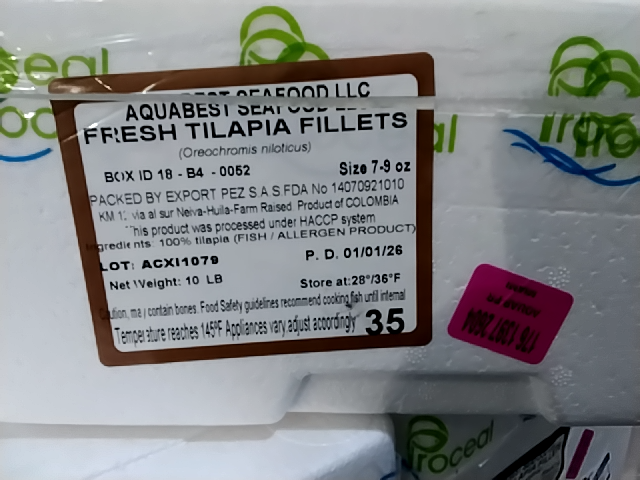 AQUABEST SEAFOOD LLC
FRESH TILAPIA FILLETS
(Oreochromis niloticus)
BOX ID 18 - B4 - 0052 Size 7-9 oz
PACKED BY EXPORT PEZ S.A.S FDA No 14070921010
via al sur Neiva-Huila-Farm Raised Product of COLOMBIA
This product was processed under HACCP system
Ingredients: 100% tilapia (FISH / ALLERGEN PRODUCT)
LOT: ACXI1079 P. D. 01/01/26
Net Weight: 10 LB Store at:28°/36°F
Caution, may contain bones. Food Safety guidelines recommend cooking fish until internal
Temperature reaches 145°F Appliances vary, adjust accordingly 35
Troceal